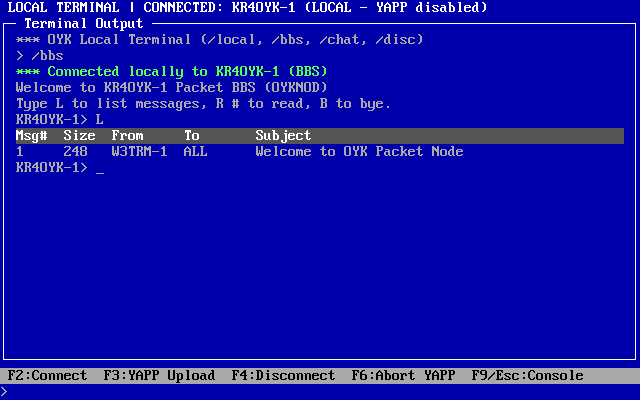 LOCAL TERMINAL | CONNECTED: KR4OYK-1 (LOCAL - YAPP disabled)
Terminal Output
*** OYK Local Terminal (/local, /bbs, /chat, /disc)
> /bbs
*** Connected locally to KR4OYK-1 (BBS)
Welcome to KR4OYK-1 Packet BBS (OYKNOD)
Type L to list messages, R # to read, B to bye.
KR4OYK-1> L
Msg#  Size  From  To  Subject
1  248  W3TRM-1  ALL  Welcome to OYK Packet Node
KR4OYK-1> _
F2:Connect  F3:YAPP Upload  F4:Disconnect  F6:Abort YAPP  F9/Esc:Console
>